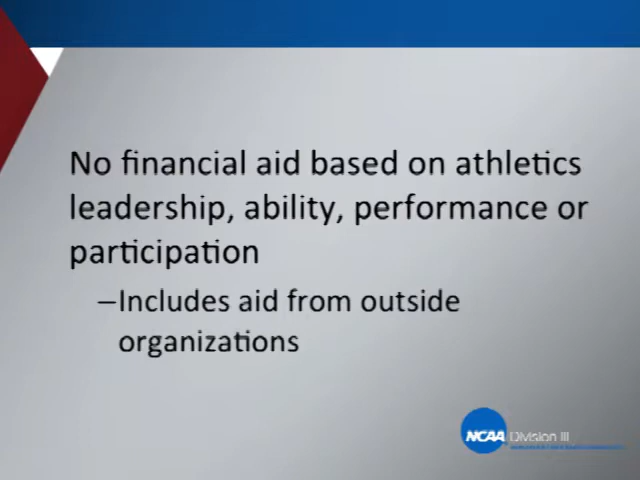 No financial aid based on athletics
leadership, ability, performance or
participation
–Includes aid from outside
organizations
NCAA Division III